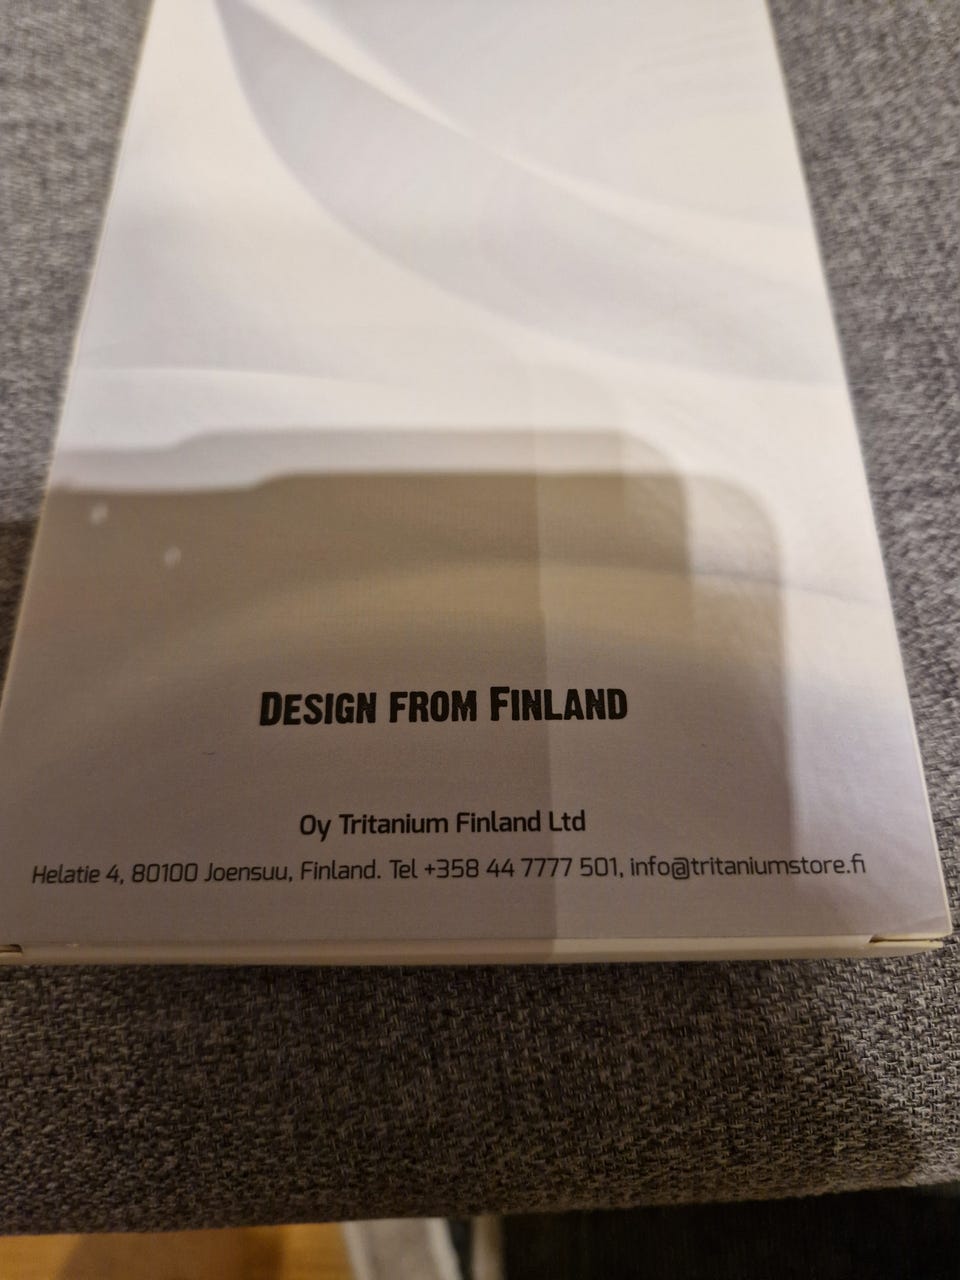 DESIGN FROM FINLAND
Oy Tritanium Finland Ltd
Helatie 4, 80100 Joensuu, Finland. Tel +358 44 7777 501, info@tritaniumstore.fi